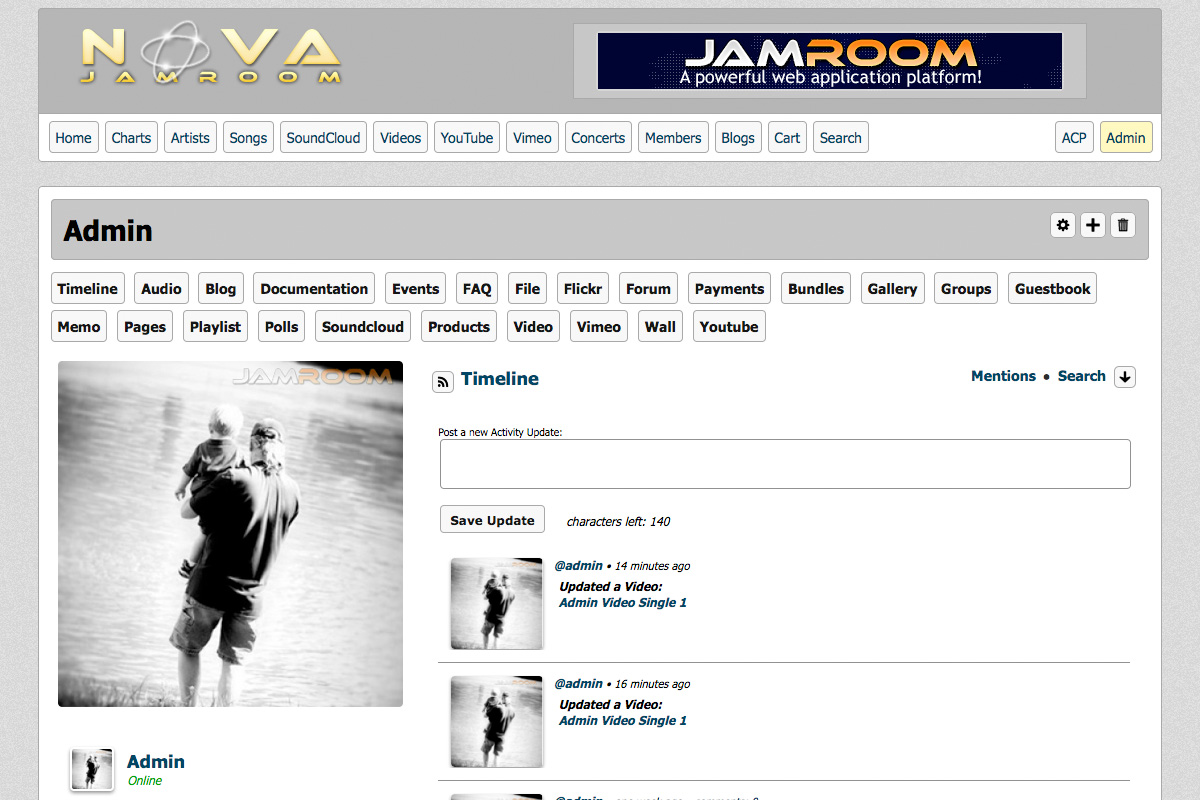 NOVA
JAMROOM
JAMROOM
A powerful web application platform!
Home Charts Artists Songs SoundCloud Videos YouTube Vimeo Concerts Members Blogs Cart Search ACP Admin
Admin
Timeline Audio Blog Documentation Events FAQ File Flickr Forum Payments Bundles Gallery Groups Guestbook
Memo Pages Playlist Polls Soundcloud Products Video Vimeo Wall Youtube
JAMROOM
Timeline
Mentions • Search
Post a new Activity Update:
Save Update characters left: 140
@admin • 14 minutes ago
Updated a Video:
Admin Video Single 1
@admin • 16 minutes ago
Updated a Video:
Admin Video Single 1
Admin
Online
@admin